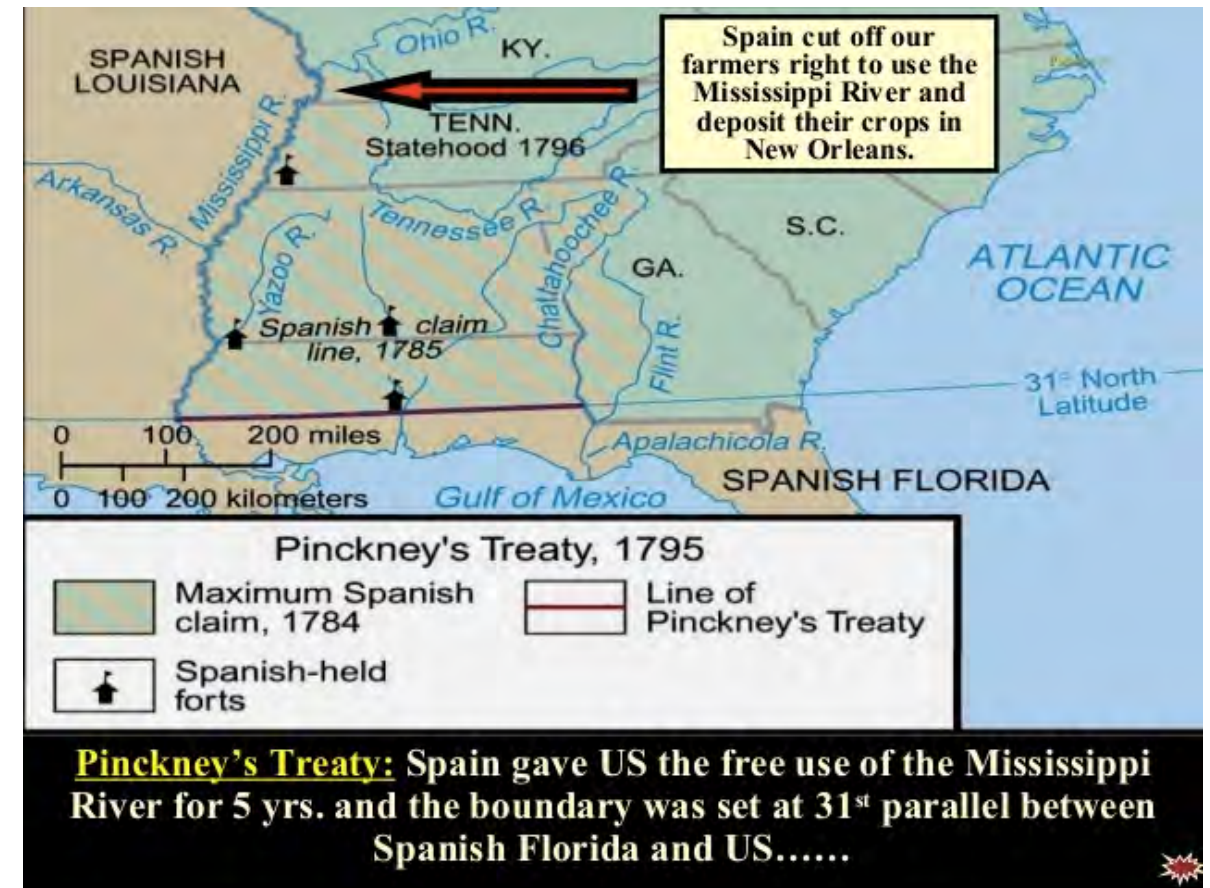 SPANISH
LOUISIANA
Ohio R.
KY.
Spain cut off our
farmers right to use the
Mississippi River and
deposit their crops in
New Orleans.
TENN.
Statehood 1796
Mississippi R.
Arkansas R.
Tennessee R.
Chattahoochee R.
Yazoo R.
S.C.
GA.
ATLANTIC
OCEAN
Spanish claim
line, 1785
Flint R.
31° North
Latitude
0 100 200 miles
0 100 200 kilometers
Apalachicola R.
Gulf of Mexico
SPANISH FLORIDA
Pinckney's Treaty, 1795
Maximum Spanish
claim, 1784
Line of
Pinckney's Treaty
Spanish-held
forts
Pinckney’s Treaty: Spain gave US the free use of the Mississippi
River for 5 yrs. and the boundary was set at 31st parallel between
Spanish Florida and US……